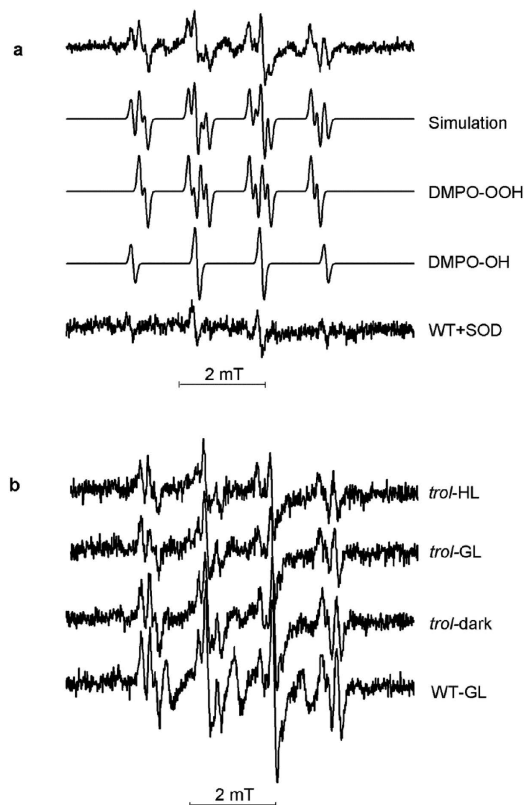 a
Simulation
DMPO-OOH
DMPO-OH
WT+SOD
2 mT
b
trol-HL
trol-GL
trol-dark
WT-GL
2 mT